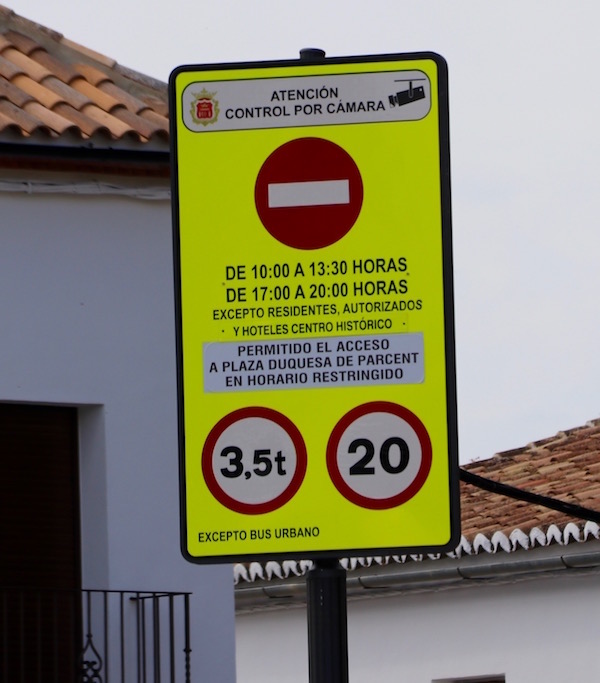 ATENCIÓN
CONTROL POR CÁMARA
DE 10:00 A 13:30 HORAS
DE 17:00 A 20:00 HORAS
EXCEPTO RESIDENTES, AUTORIZADOS
· Y HOTELES CENTRO HISTÓRICO ·
PERMITIDO EL ACCESO
A PLAZA DUQUESA DE PARCENT
EN HORARIO RESTRINGIDO
3,5t 20
EXCEPTO BUS URBANO